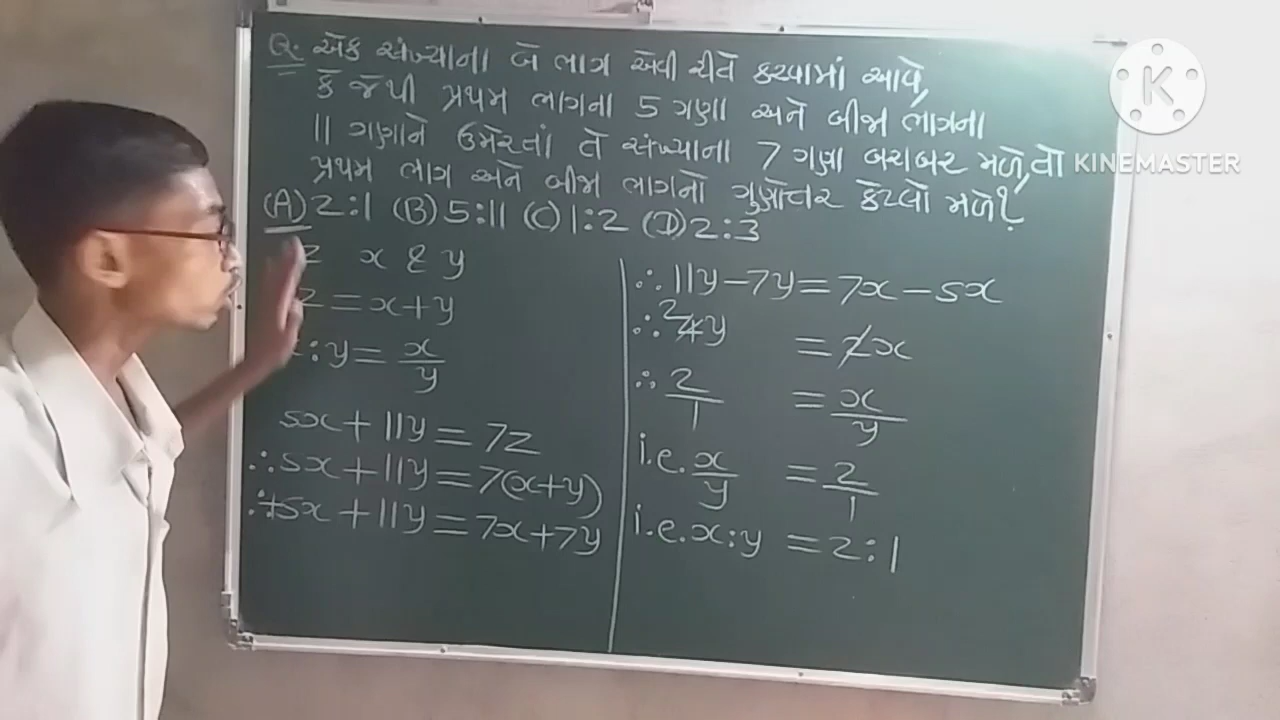 Q. એક સંખ્યાના બે ભાગ એવી રીતે કરવામાં આવે,
કે જેથી પ્રથમ ભાગના 5 ગણા અને બીજા ભાગના
11 ગણાને ઉમેરતાં તે સંખ્યાના 7 ગણા બરાબર મળે, તો
પ્રથમ ભાગ અને બીજા ભાગનો ગુણોત્તર કેટલો મળે?
(A) 2:1 (B) 5:11 (C) 1:2 (D) 2:3
z x & y
z = x+y
:y = x/y
5x + 11y = 7z
∴ 5x + 11y = 7(x+y)
∴ 5x + 11y = 7x + 7y
∴ 11y - 7y = 7x - 5x
∴ 4y = 2x
2
∴ 2/1 = x/y
i.e. x/y = 2/1
i.e. x:y = 2:1
K
KINEMASTER